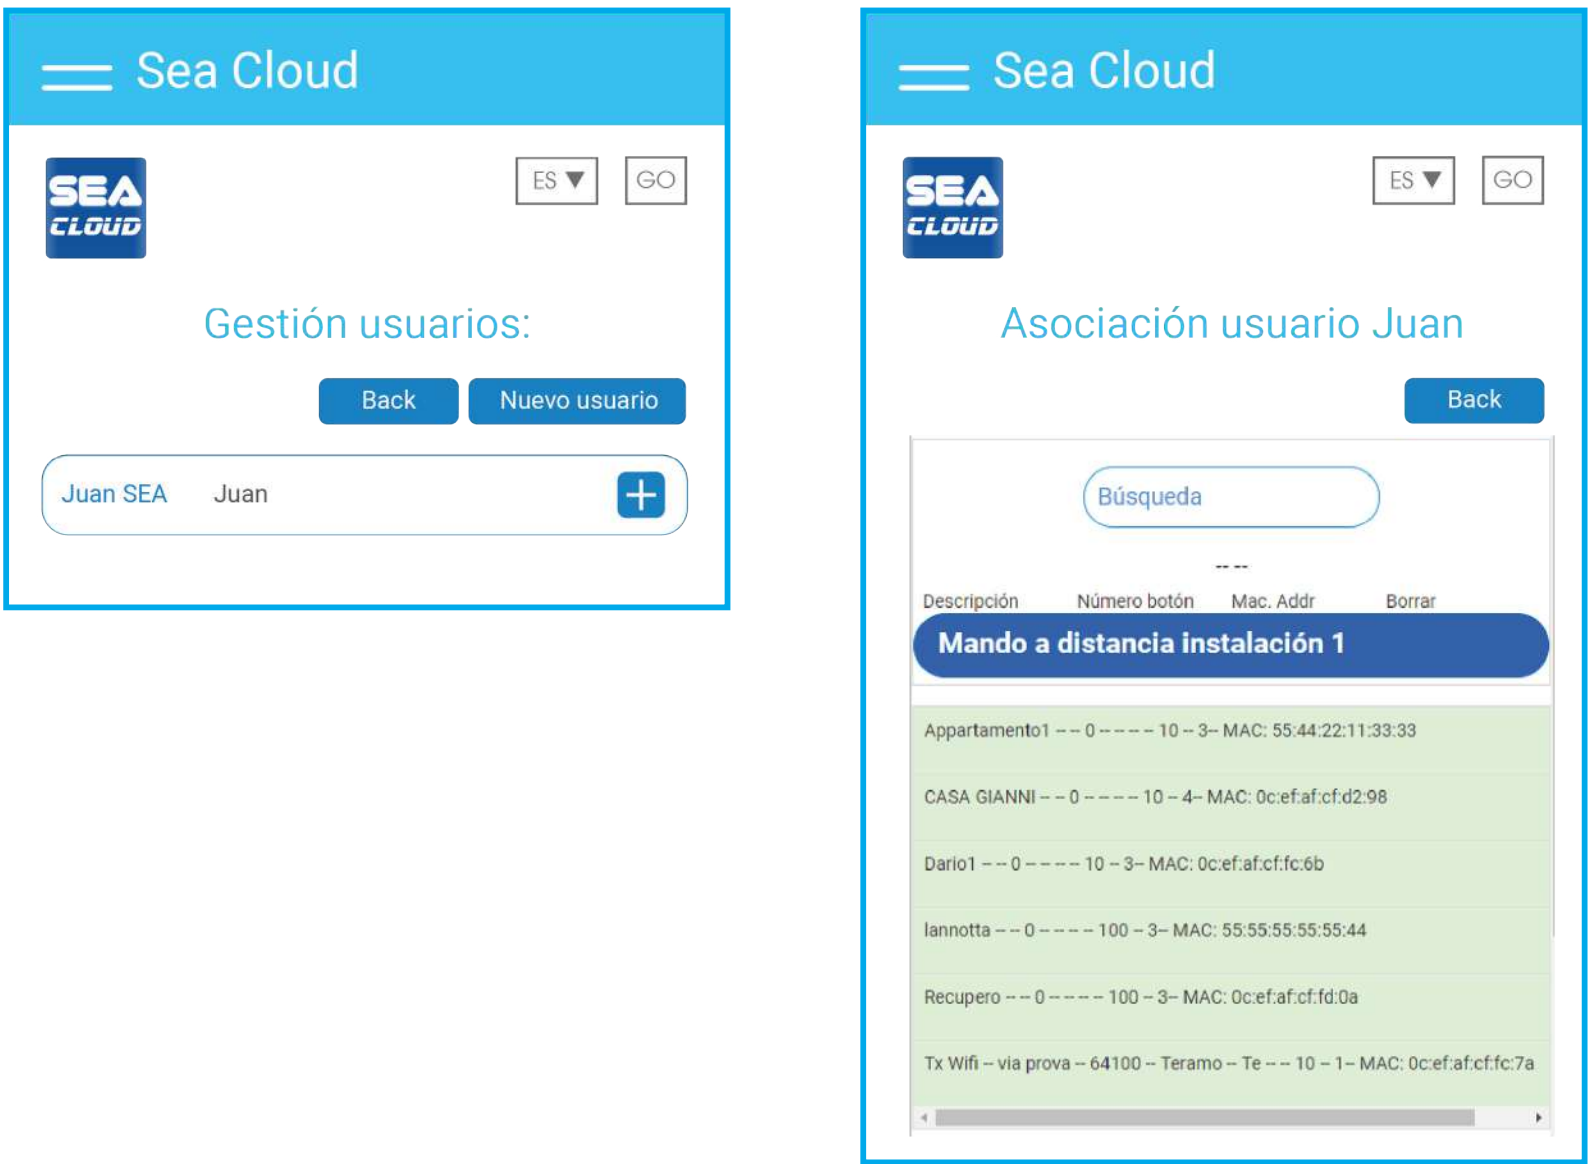 Sea Cloud
SEA
CLOUD
ES ▼
GO
Gestión usuarios:
Back
Nuevo usuario
Juan SEA Juan
Sea Cloud
SEA
CLOUD
ES ▼
GO
Asociación usuario Juan
Back
Búsqueda
-- --
Descripción Número botón Mac. Addr Borrar
Mando a distancia instalación 1
Appartamento1 -- -- 0 -- -- -- -- 10 -- 3-- MAC: 55:44:22:11:33:33
CASA GIANNI -- -- 0 -- -- -- -- 10 -- 4-- MAC: 0c:ef:af:cf:d2:98
Dario1 -- -- 0 -- -- -- -- 10 -- 3-- MAC: 0c:ef:af:cf:fc:6b
Iannotta -- -- 0 -- -- -- -- 100 -- 3-- MAC: 55:55:55:55:55:44
Recupero -- -- 0 -- -- -- -- 100 -- 3-- MAC: 0c:ef:af:cf:fd:0a
Tx Wifi -- via prova -- 64100 -- Teramo -- Te -- -- 10 -- 1-- MAC: 0c:ef:af:cf:fc:7a